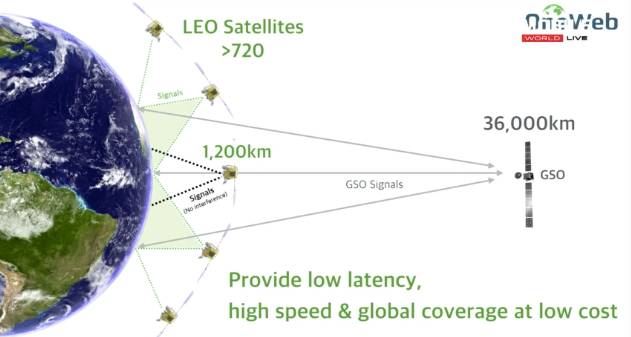 LEO Satellites
>720
OneWeb
WORLD LIVE
Signals
36,000km
1,200km
GSO
GSO Signals
Signals
(No interference)
Provide low latency,
high speed & global coverage at low cost